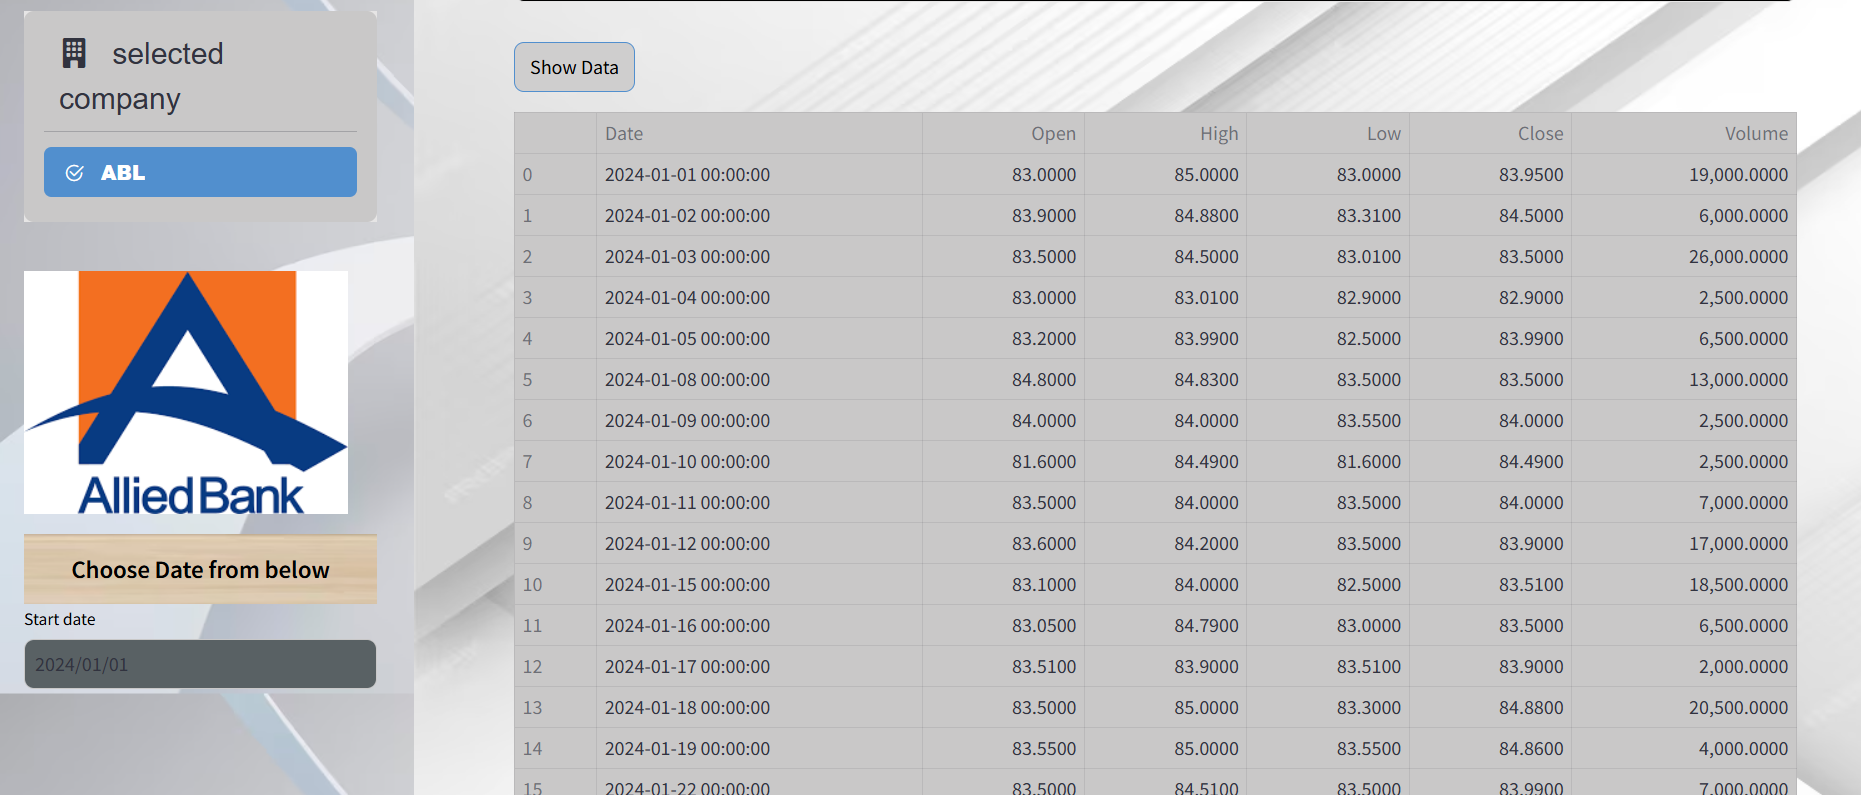 selected
company
ABL
AlliedBank
Choose Date from below
Start date
2024/01/01
Show Data
Date Open High Low Close Volume
0 2024-01-01 00:00:00 83.0000 85.0000 83.0000 83.9500 19,000.0000
1 2024-01-02 00:00:00 83.9000 84.8800 83.3100 84.5000 6,000.0000
2 2024-01-03 00:00:00 83.5000 84.5000 83.0100 83.5000 26,000.0000
3 2024-01-04 00:00:00 83.0000 83.0100 82.9000 82.9000 2,500.0000
4 2024-01-05 00:00:00 83.2000 83.9900 82.5000 83.9900 6,500.0000
5 2024-01-08 00:00:00 84.8000 84.8300 83.5000 83.5000 13,000.0000
6 2024-01-09 00:00:00 84.0000 84.0000 83.5500 84.0000 2,500.0000
7 2024-01-10 00:00:00 81.6000 84.4900 81.6000 84.4900 2,500.0000
8 2024-01-11 00:00:00 83.5000 84.0000 83.5000 84.0000 7,000.0000
9 2024-01-12 00:00:00 83.6000 84.2000 83.5000 83.9000 17,000.0000
10 2024-01-15 00:00:00 83.1000 84.0000 82.5000 83.5100 18,500.0000
11 2024-01-16 00:00:00 83.0500 84.7900 83.0000 83.5000 6,500.0000
12 2024-01-17 00:00:00 83.5100 83.9000 83.5100 83.9000 2,000.0000
13 2024-01-18 00:00:00 83.5000 85.0000 83.3000 84.8800 20,500.0000
14 2024-01-19 00:00:00 83.5500 85.0000 83.5500 84.8600 4,000.0000
15 2024-01-22 00:00:00 83.5000 84.5100 83.5000 83.9900 7,000.0000